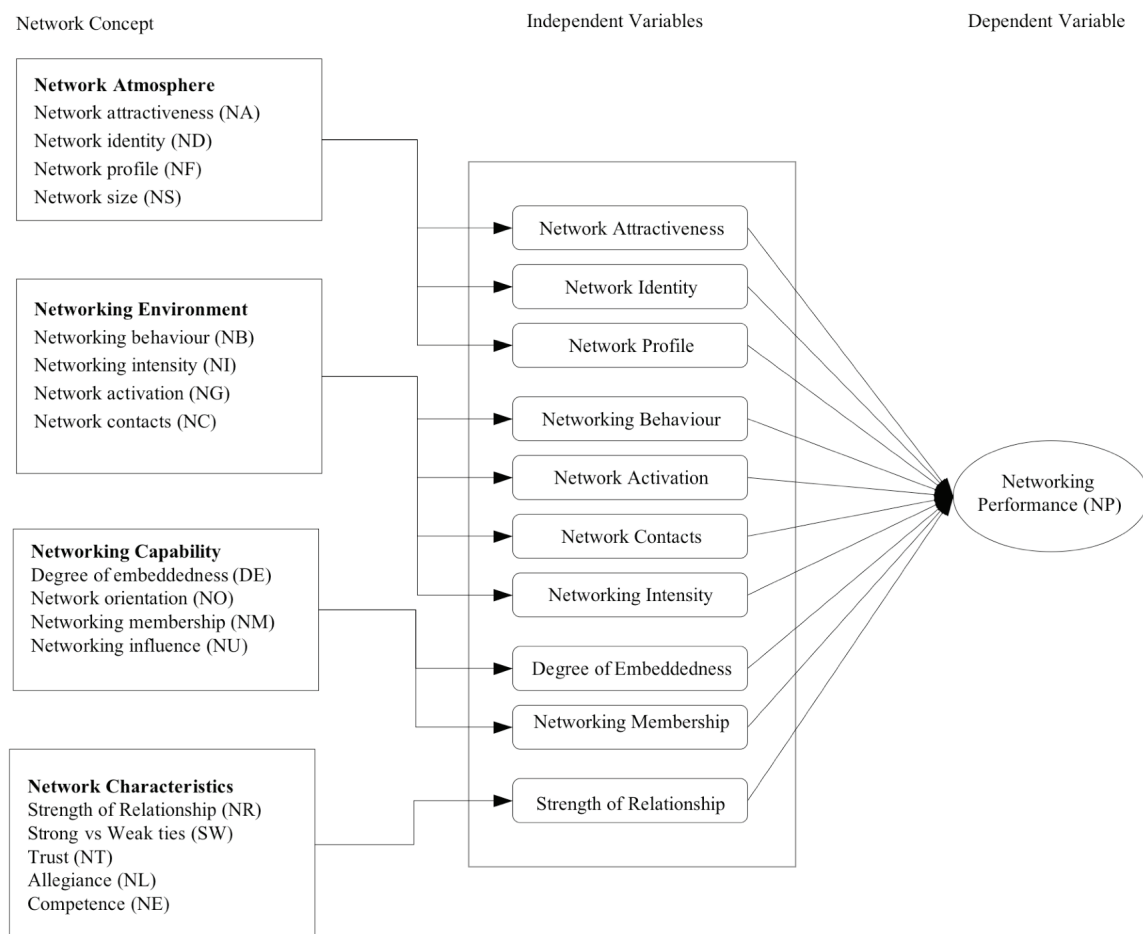 Network Concept
Independent Variables
Dependent Variable
Network Atmosphere
Network attractiveness (NA)
Network identity (ND)
Network profile (NF)
Network size (NS)
Networking Environment
Networking behaviour (NB)
Networking intensity (NI)
Network activation (NG)
Network contacts (NC)
Networking Capability
Degree of embeddedness (DE)
Network orientation (NO)
Networking membership (NM)
Networking influence (NU)
Network Characteristics
Strength of Relationship (NR)
Strong vs Weak ties (SW)
Trust (NT)
Allegiance (NL)
Competence (NE)
Network Attractiveness
Network Identity
Network Profile
Networking Behaviour
Network Activation
Network Contacts
Networking Intensity
Degree of Embeddedness
Networking Membership
Strength of Relationship
Networking
Performance (NP)